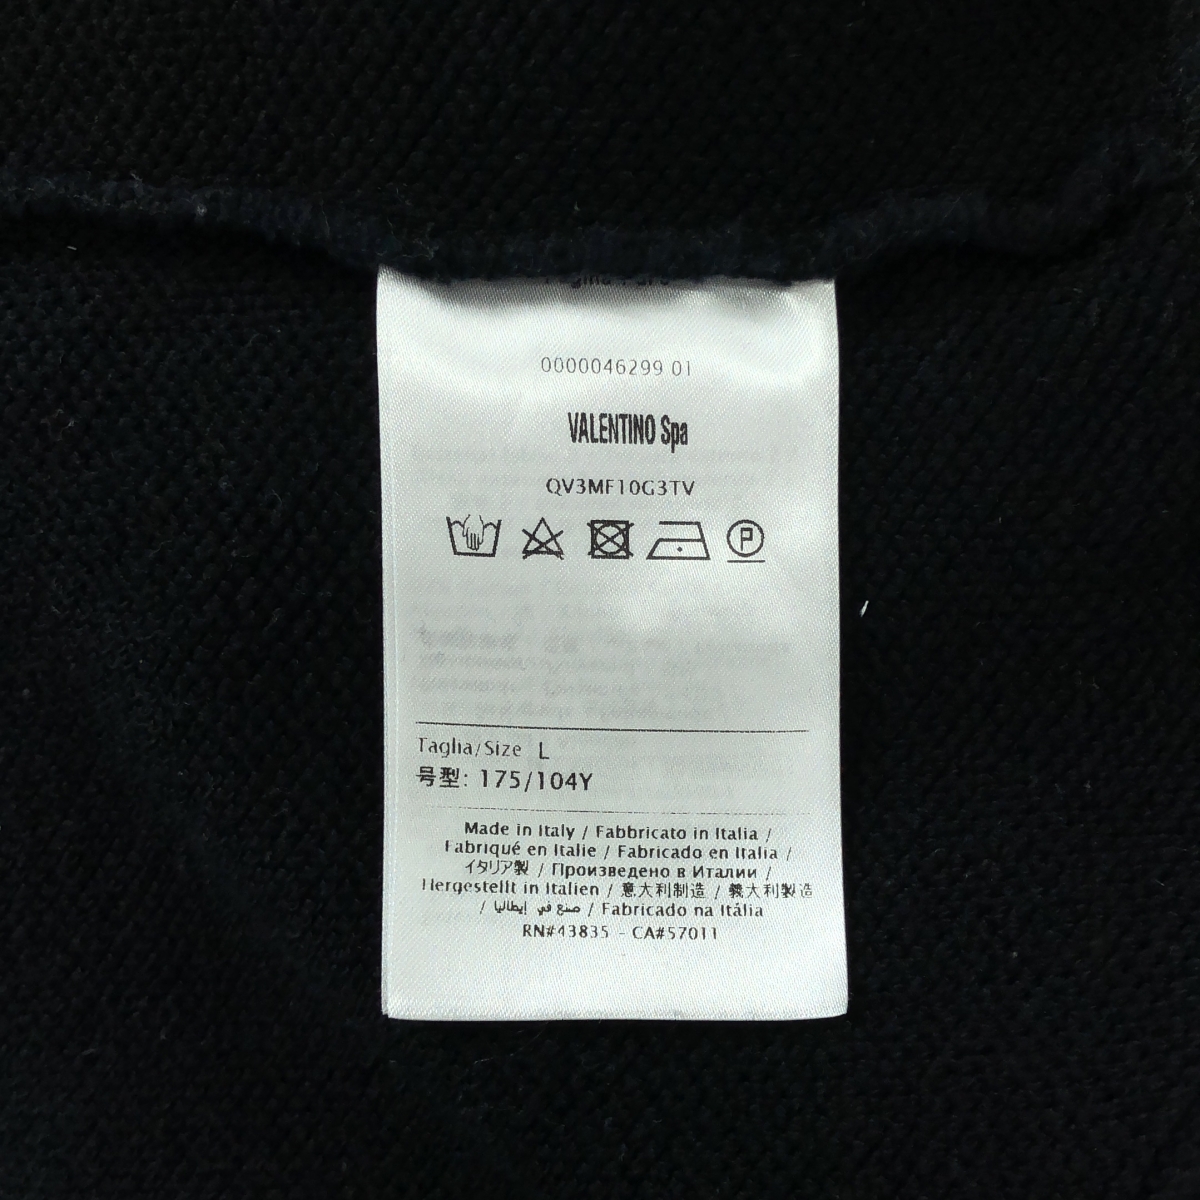 0000046299 01
VALENTINO Spa
QV3MF10G3TV
P
Taglia/Size L
号型: 175/104Y
Made in Italy / Fabbricato in Italia /
Fabriqué en Italie / Fabricado en Italia /
イタリア製 / Произведено в Италии /
Hergestellt in Italien / 意大利制造 / 義大利製造
/ صنع في إيطاليا / Fabricado na Itália
RN#43835 - CA#57011